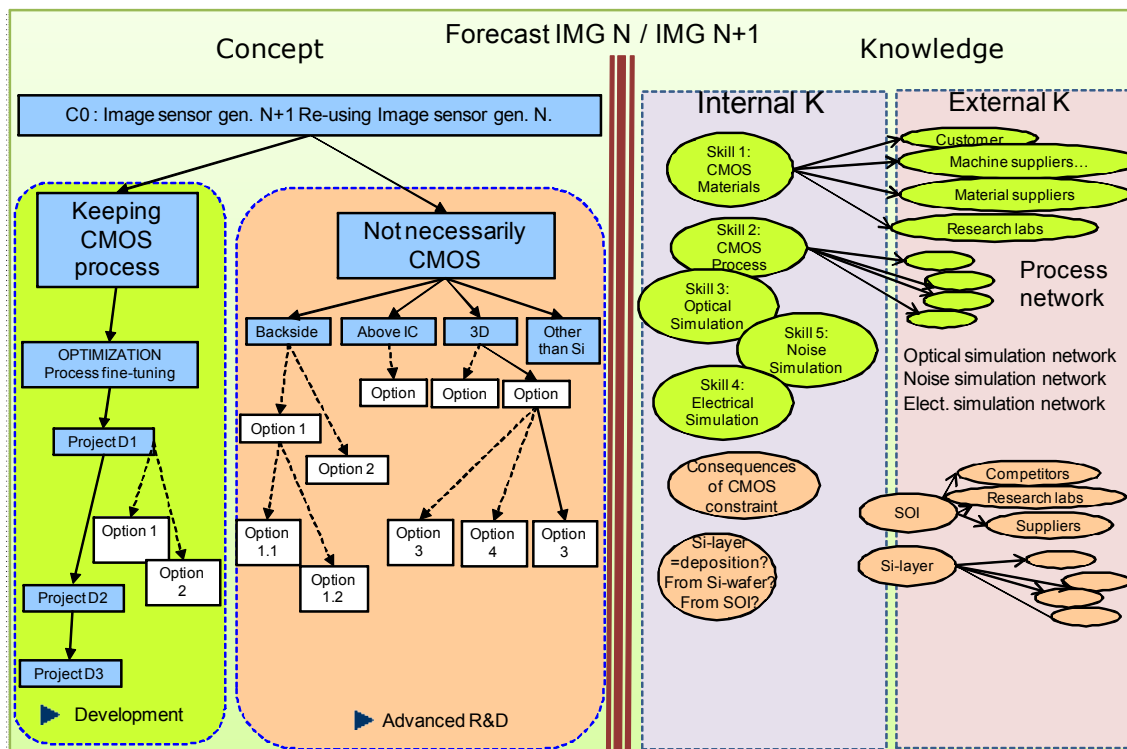 Forecast IMG N / IMG N+1
Concept
Knowledge
C0 : Image sensor gen. N+1 Re-using Image sensor gen. N.
Keeping
CMOS
process
OPTIMIZATION
Process fine-tuning
Project D1
Option 1
Option
2
Project D2
Project D3
Development
Not necessarily
CMOS
Backside
Above IC
3D
Other
than Si
Option
Option
Option
Option 1
Option 2
Option
1.1
Option
1.2
Option
3
Option
4
Option
3
Advanced R&D
Internal K
Skill 1:
CMOS
Materials
Skill 2:
CMOS
Process
Skill 3:
Optical
Simulation
Skill 5:
Noise
Simulation
Skill 4:
Electrical
Simulation
Consequences
of CMOS
constraint
Si-layer
=deposition?
From Si-wafer?
From SOI?
External K
Customer
Machine suppliers…
Material suppliers
Research labs
Process
network
Optical simulation network
Noise simulation network
Elect. simulation network
SOI
Competitors
Research labs
Suppliers
Si-layer